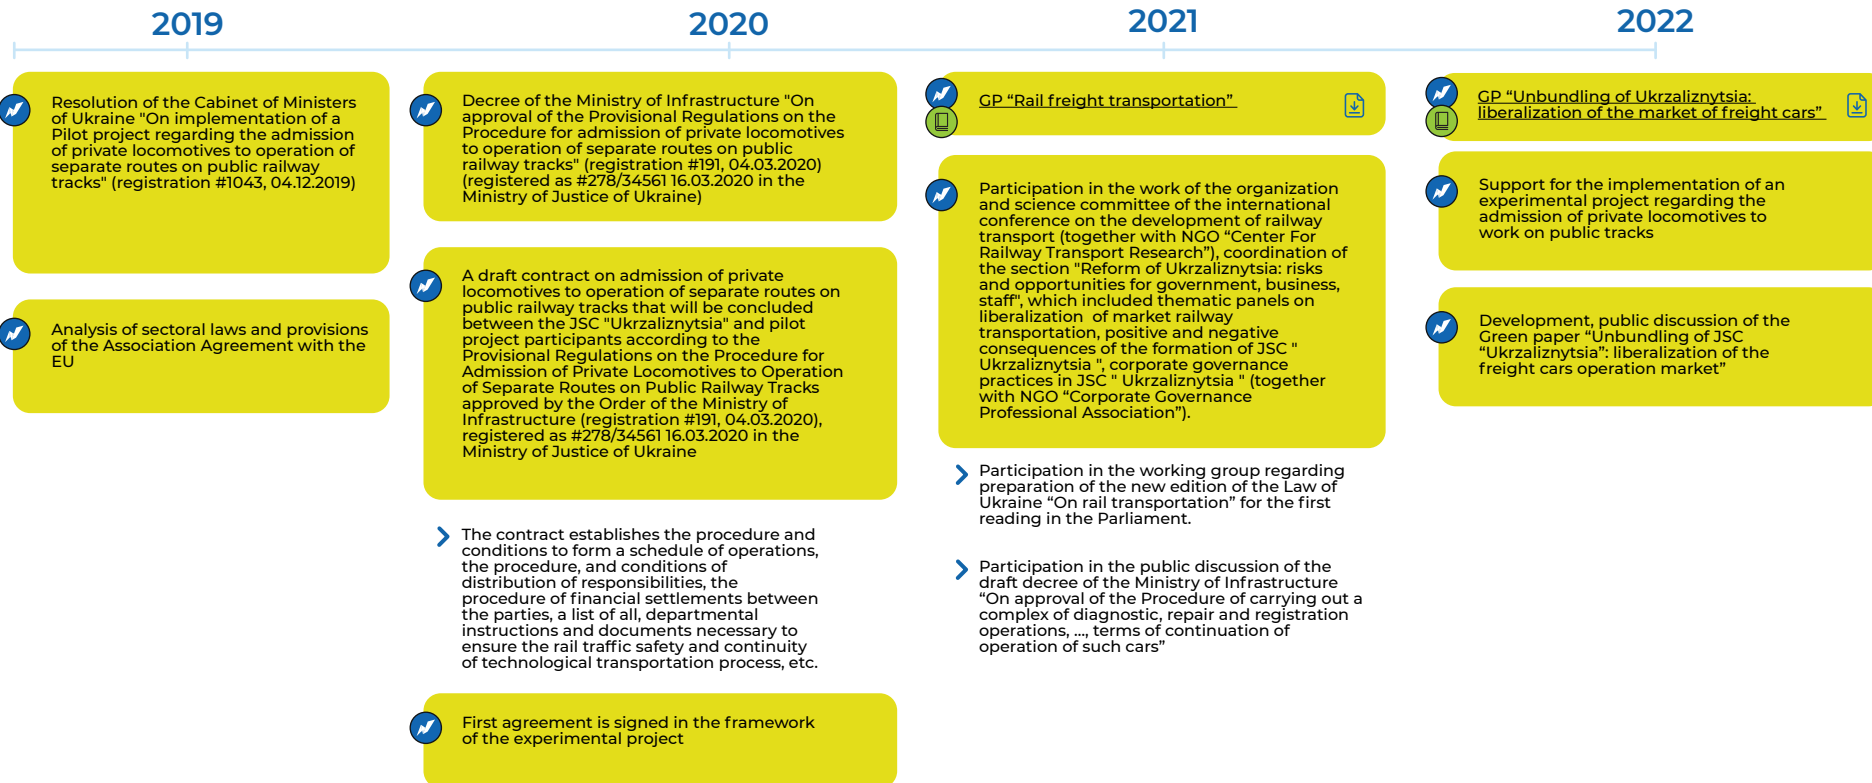 2019
Resolution of the Cabinet of Ministers
of Ukraine "On implementation of a
Pilot project regarding the admission
of private locomotives to operation of
separate routes on public railway
tracks" (registration #1043, 04.12.2019)
Analysis of sectoral laws and provisions
of the Association Agreement with the
EU
2020
Decree of the Ministry of Infrastructure "On
approval of the Provisional Regulations on the
Procedure for admission of private locomotives
to operation of separate routes on public
railway tracks" (registration #191, 04.03.2020)
(registered as #278/34561 16.03.2020 in the
Ministry of Justice of Ukraine)
A draft contract on admission of private
locomotives to operation of separate routes on
public railway tracks that will be concluded
between the JSC "Ukrzaliznytsia" and pilot
project participants according to the
Provisional Regulations on the Procedure for
Admission of Private Locomotives to Operation
of Separate Routes on Public Railway Tracks
approved by the Order of the Ministry of
Infrastructure (registration #191, 04.03.2020),
registered as #278/34561 16.03.2020 in the
Ministry of Justice of Ukraine
The contract establishes the procedure and
conditions to form a schedule of operations,
the procedure, and conditions of
distribution of responsibilities, the
procedure of financial settlements between
the parties, a list of all, departmental
instructions and documents necessary to
ensure the rail traffic safety and continuity
of technological transportation process, etc.
First agreement is signed in the framework
of the experimental project
2021
GP “Rail freight transportation”
Participation in the work of the organization
and science committee of the international
conference on the development of railway
transport (together with NGO “Center For
Railway Transport Research”), coordination of
the section "Reform of Ukrzaliznytsia: risks
and opportunities for government, business,
staff", which included thematic panels on
liberalization of market railway
transportation, positive and negative
consequences of the formation of JSC "
Ukrzaliznytsia ", corporate governance
practices in JSC " Ukrzaliznytsia " (together
with NGO “Corporate Governance
Professional Association”).
Participation in the working group regarding
preparation of the new edition of the Law of
Ukraine “On rail transportation” for the first
reading in the Parliament.
Participation in the public discussion of the
draft decree of the Ministry of Infrastructure
“On approval of the Procedure of carrying out a
complex of diagnostic, repair and registration
operations, ..., terms of continuation of
operation of such cars”
2022
GP “Unbundling of Ukrzaliznytsia:
liberalization of the market of freight cars”
Support for the implementation of an
experimental project regarding the
admission of private locomotives to
work on public tracks
Development, public discussion of the
Green paper “Unbundling of JSC
“Ukrzaliznytsia”: liberalization of the
freight cars operation market”